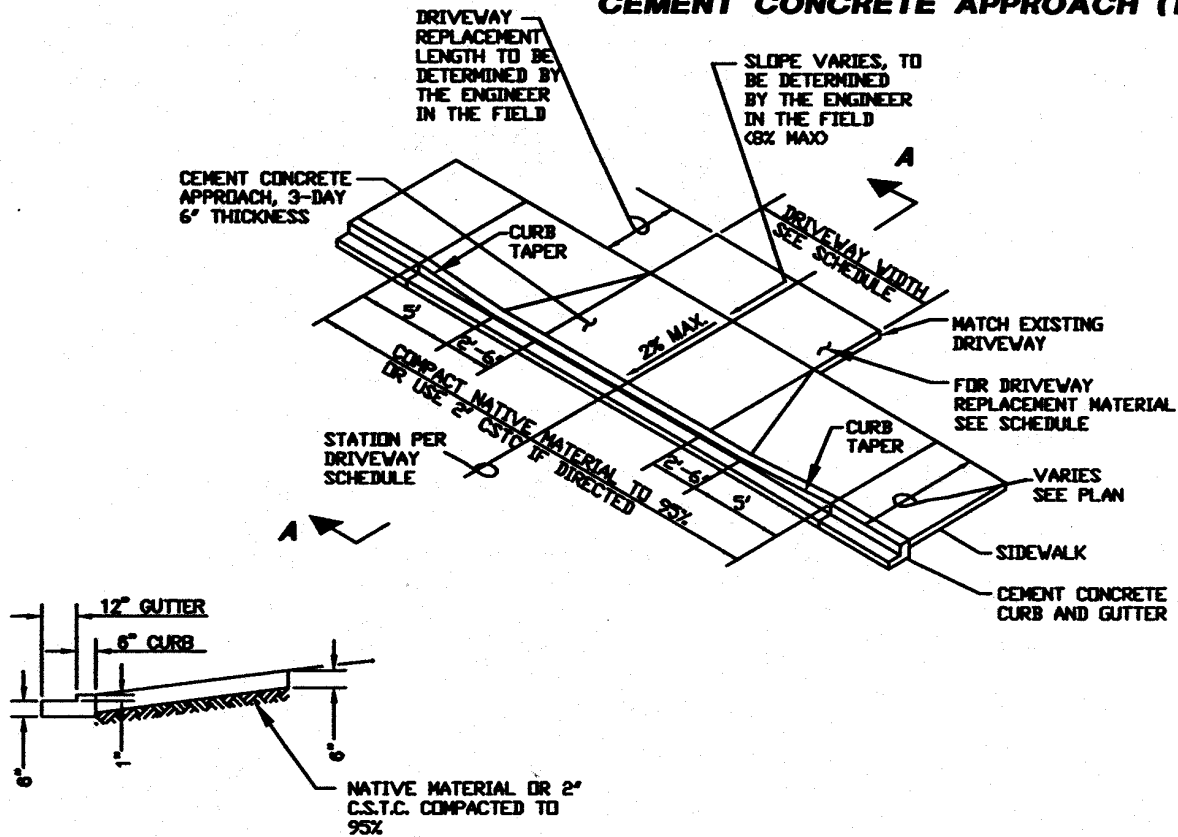 CEMENT CONCRETE APPROACH
DRIVEWAY
REPLACEMENT
LENGTH TO BE
DETERMINED BY
THE ENGINEER
IN THE FIELD
SLOPE VARIES, TO
BE DETERMINED
BY THE ENGINEER
IN THE FIELD
(8% MAX)
A
CEMENT CONCRETE
APPROACH, 3-DAY
6" THICKNESS
CURB
TAPER
DRIVEWAY WIDTH
SEE SCHEDULE
5'
2'-6"
2% MAX.
MATCH EXISTING
DRIVEWAY
FOR DRIVEWAY
REPLACEMENT MATERIAL
SEE SCHEDULE
COMPACT NATIVE MATERIAL TO 95%
OR USE 2" CSTC IF DIRECTED
STATION PER
DRIVEWAY
SCHEDULE
CURB
TAPER
2'-6"
5'
VARIES
SEE PLAN
A
SIDEWALK
CEMENT CONCRETE
CURB AND GUTTER
12" GUTTER
6" CURB
6"
1"
6"
NATIVE MATERIAL OR 2"
C.S.T.C. COMPACTED TO
95%